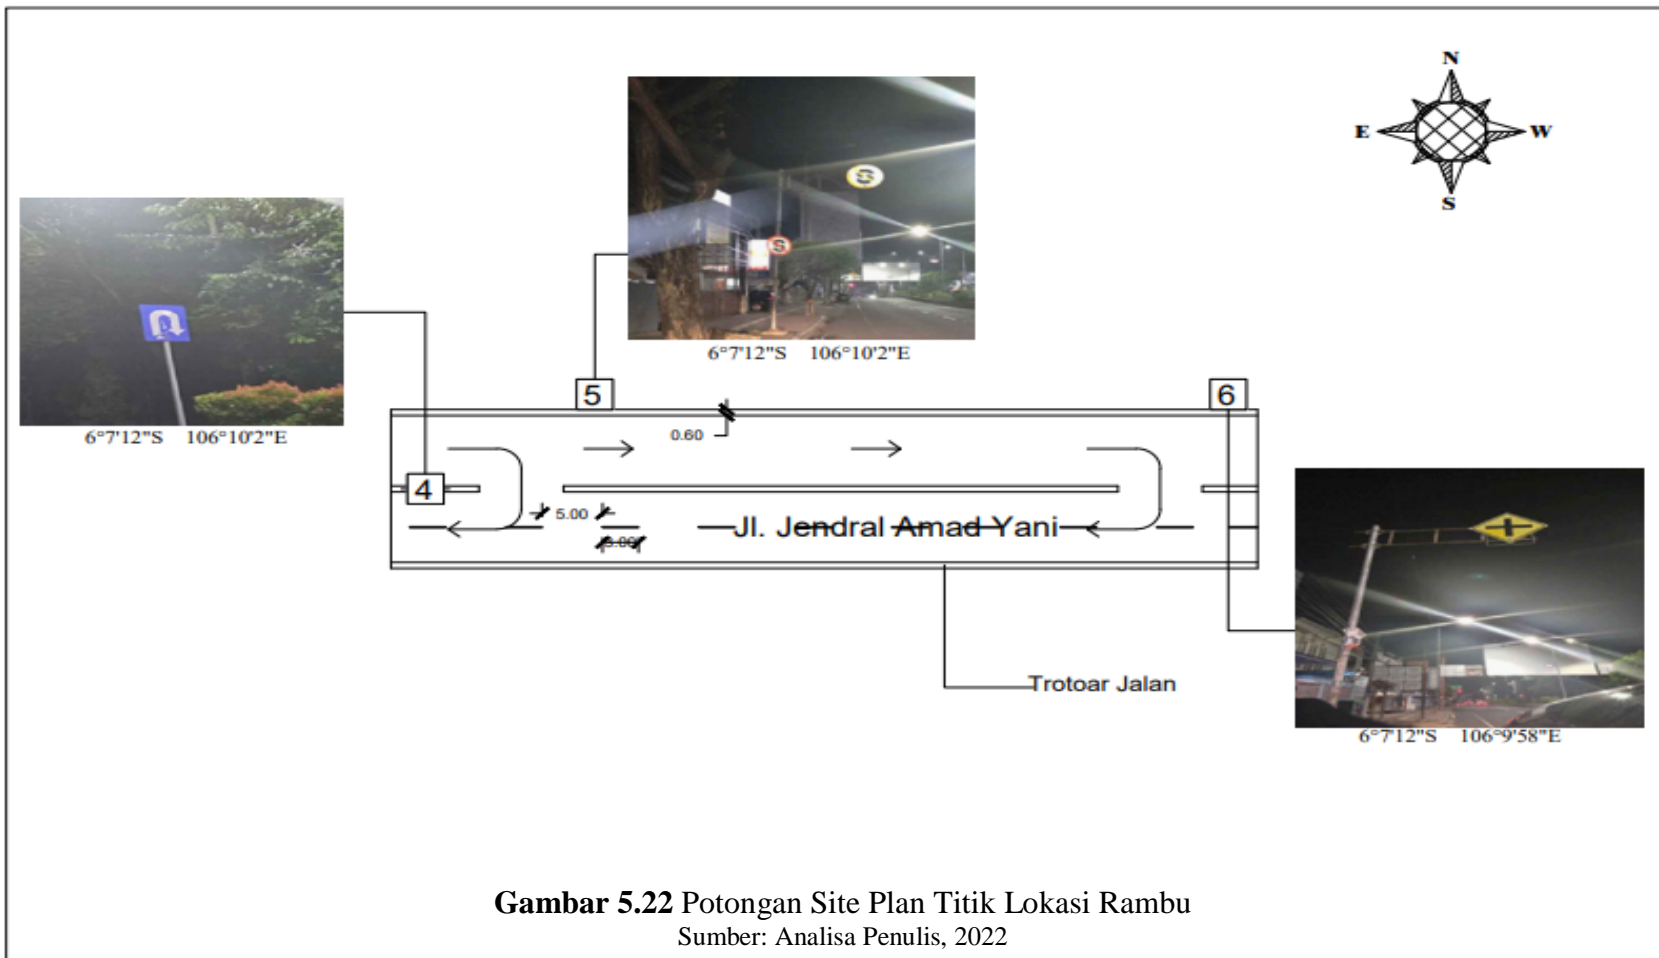 N
E W
S
6°7'12"S 106°10'2"E
6°7'12"S 106°10'2"E
5
6
0.60
4
5.00
3.00
Jl. Jendral Amad Yani
Trotoar Jalan
6°7'12"S 106°9'58"E
Gambar 5.22 Potongan Site Plan Titik Lokasi Rambu
Sumber: Analisa Penulis, 2022